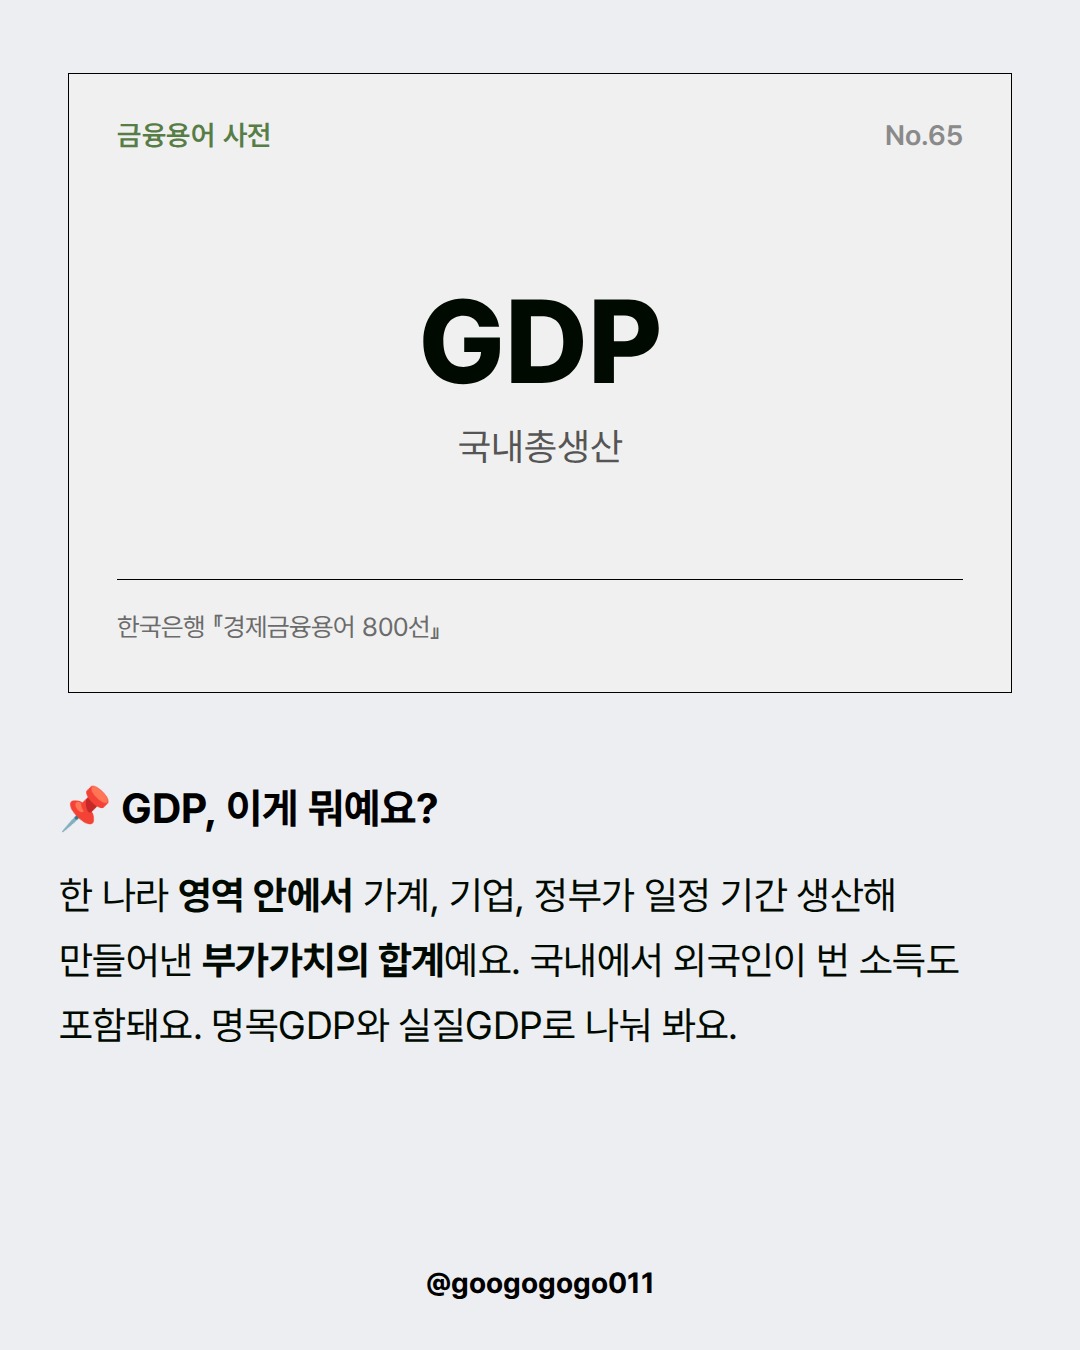 금융용어 사전
No.65
GDP
국내총생산
한국은행 『경제금융용어 800선』
📌 GDP, 이게 뭐예요?
한 나라 영역 안에서 가계, 기업, 정부가 일정 기간 생산해
만들어낸 부가가치의 합계예요. 국내에서 외국인이 번 소득도
포함돼요. 명목GDP와 실질GDP로 나눠 봐요.
@googogogo011